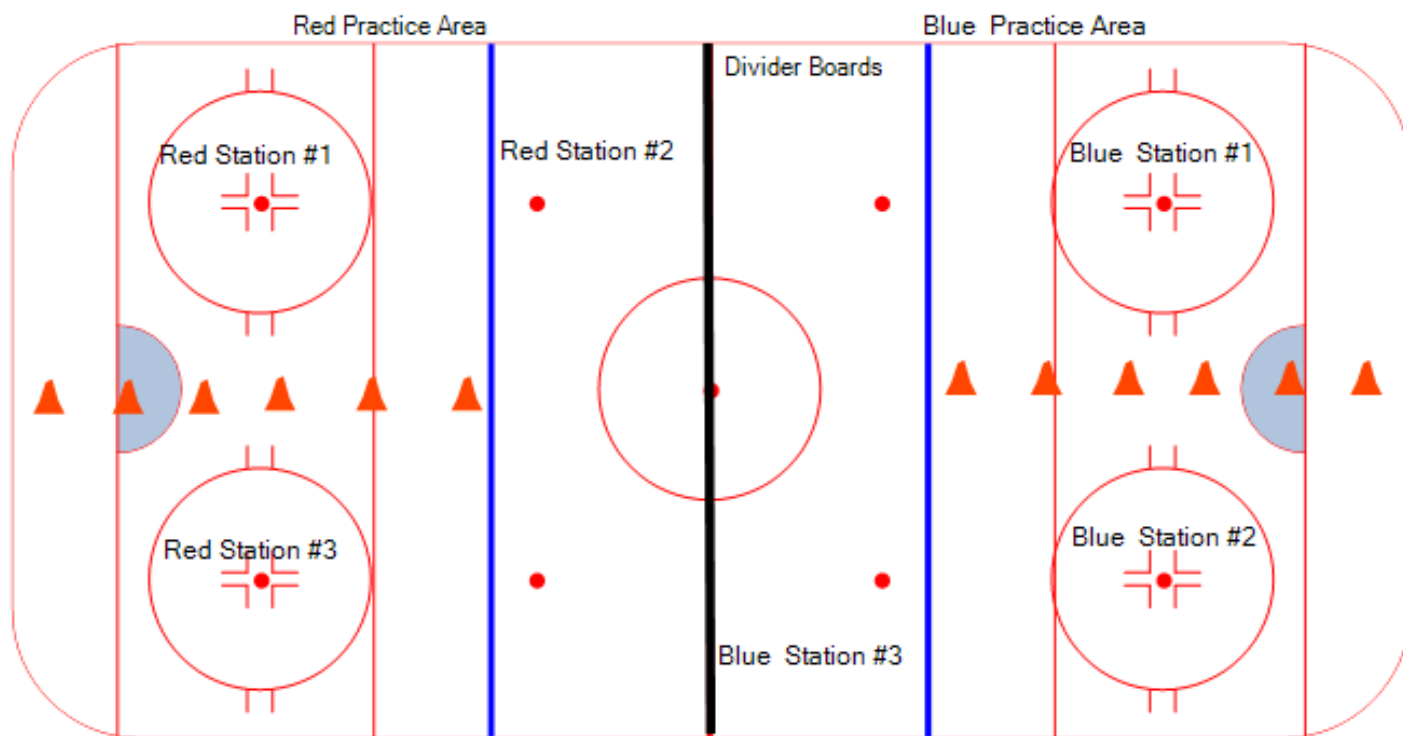 Red Practice Area
Blue  Practice Area
Divider Boards
Red Station #1
Red Station #2
Blue  Station #1
Red Station #3
Blue  Station #2
Blue  Station #3